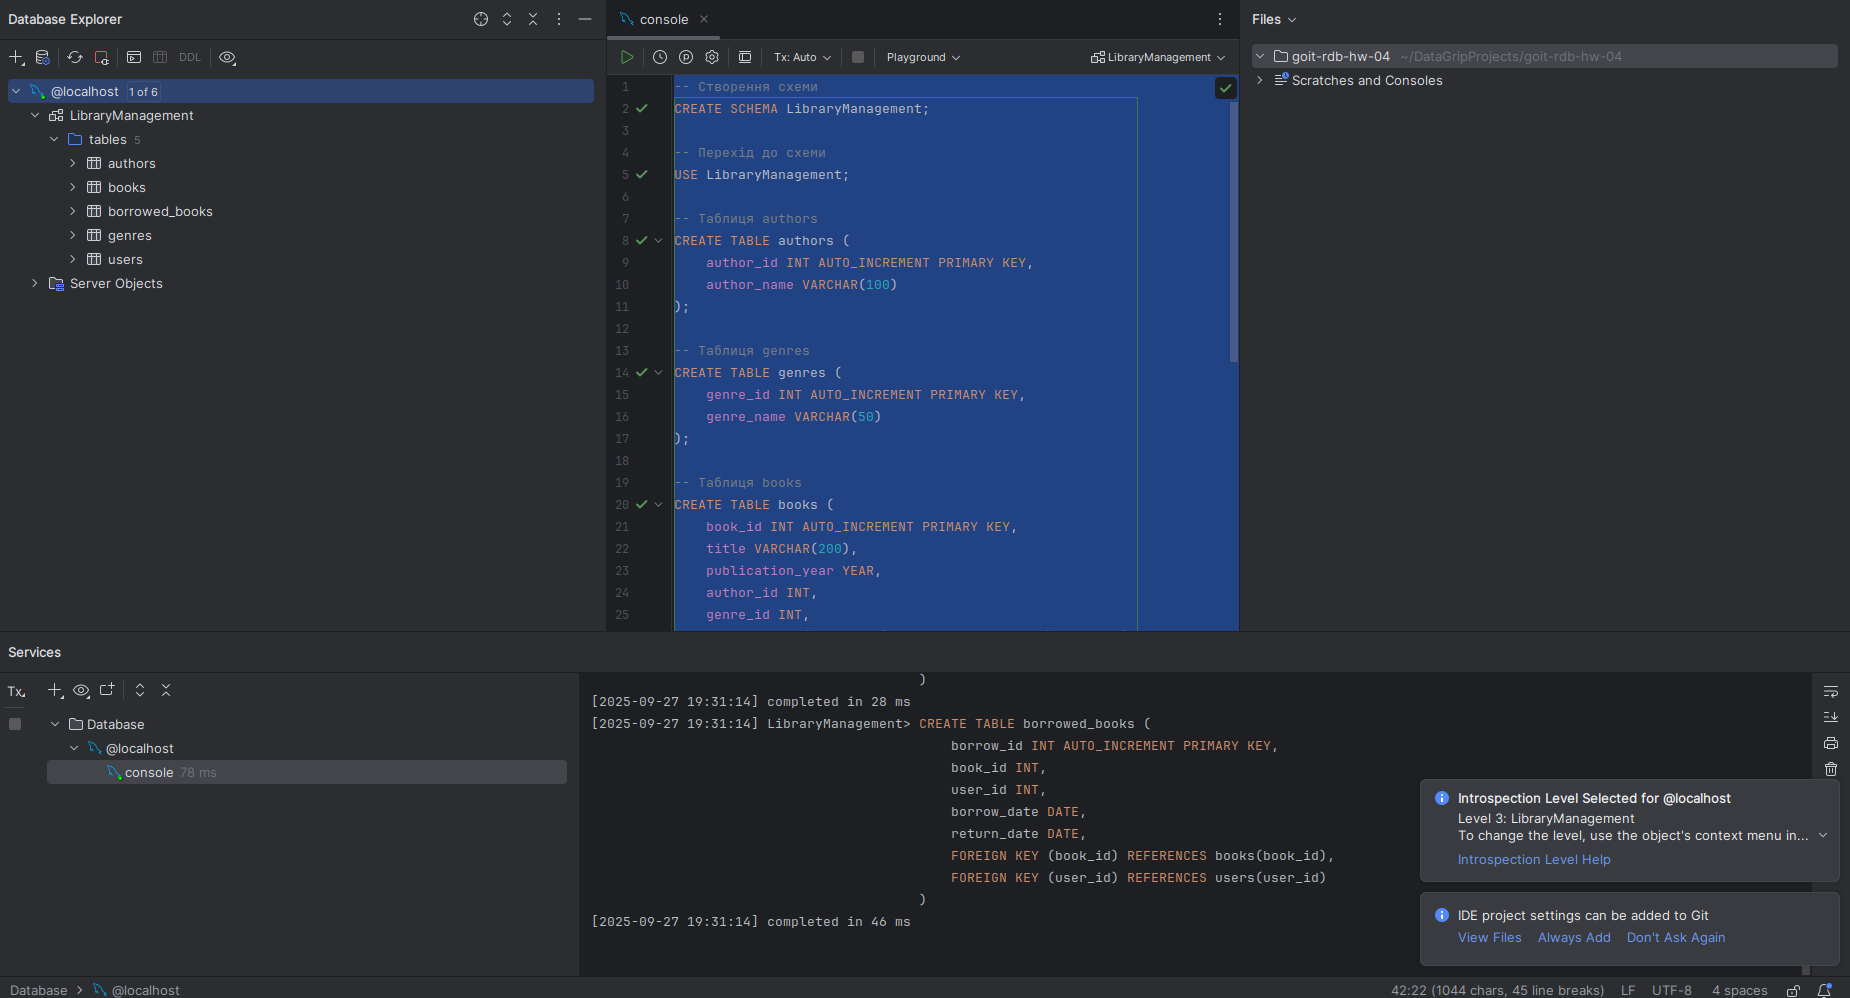 Database Explorer
DDL
@localhost 1 of 6
LibraryManagement
tables 5
authors
books
borrowed_books
genres
users
Server Objects
console
Tx: Auto
Playground
LibraryManagement
1 -- Створення схеми
2 CREATE SCHEMA LibraryManagement;
3
4 -- Перехід до схеми
5 USE LibraryManagement;
6
7 -- Таблиця authors
8 CREATE TABLE authors (
9 author_id INT AUTO_INCREMENT PRIMARY KEY,
10 author_name VARCHAR(100)
11 );
12
13 -- Таблиця genres
14 CREATE TABLE genres (
15 genre_id INT AUTO_INCREMENT PRIMARY KEY,
16 genre_name VARCHAR(50)
17 );
18
19 -- Таблиця books
20 CREATE TABLE books (
21 book_id INT AUTO_INCREMENT PRIMARY KEY,
22 title VARCHAR(200),
23 publication_year YEAR,
24 author_id INT,
25 genre_id INT,
Files
goit-rdb-hw-04 ~/DataGripProjects/goit-rdb-hw-04
Scratches and Consoles
Services
Tx
Database
@localhost
console 78 ms
)
[2025-09-27 19:31:14] completed in 28 ms
[2025-09-27 19:31:14] LibraryManagement> CREATE TABLE borrowed_books (
borrow_id INT AUTO_INCREMENT PRIMARY KEY,
book_id INT,
user_id INT,
borrow_date DATE,
return_date DATE,
FOREIGN KEY (book_id) REFERENCES books(book_id),
FOREIGN KEY (user_id) REFERENCES users(user_id)
)
[2025-09-27 19:31:14] completed in 46 ms
Introspection Level Selected for @localhost
Level 3: LibraryManagement
To change the level, use the object's context menu in...
Introspection Level Help
IDE project settings can be added to Git
View Files Always Add Don't Ask Again
Database > @localhost
42:22 (1044 chars, 45 line breaks) LF UTF-8 4 spaces